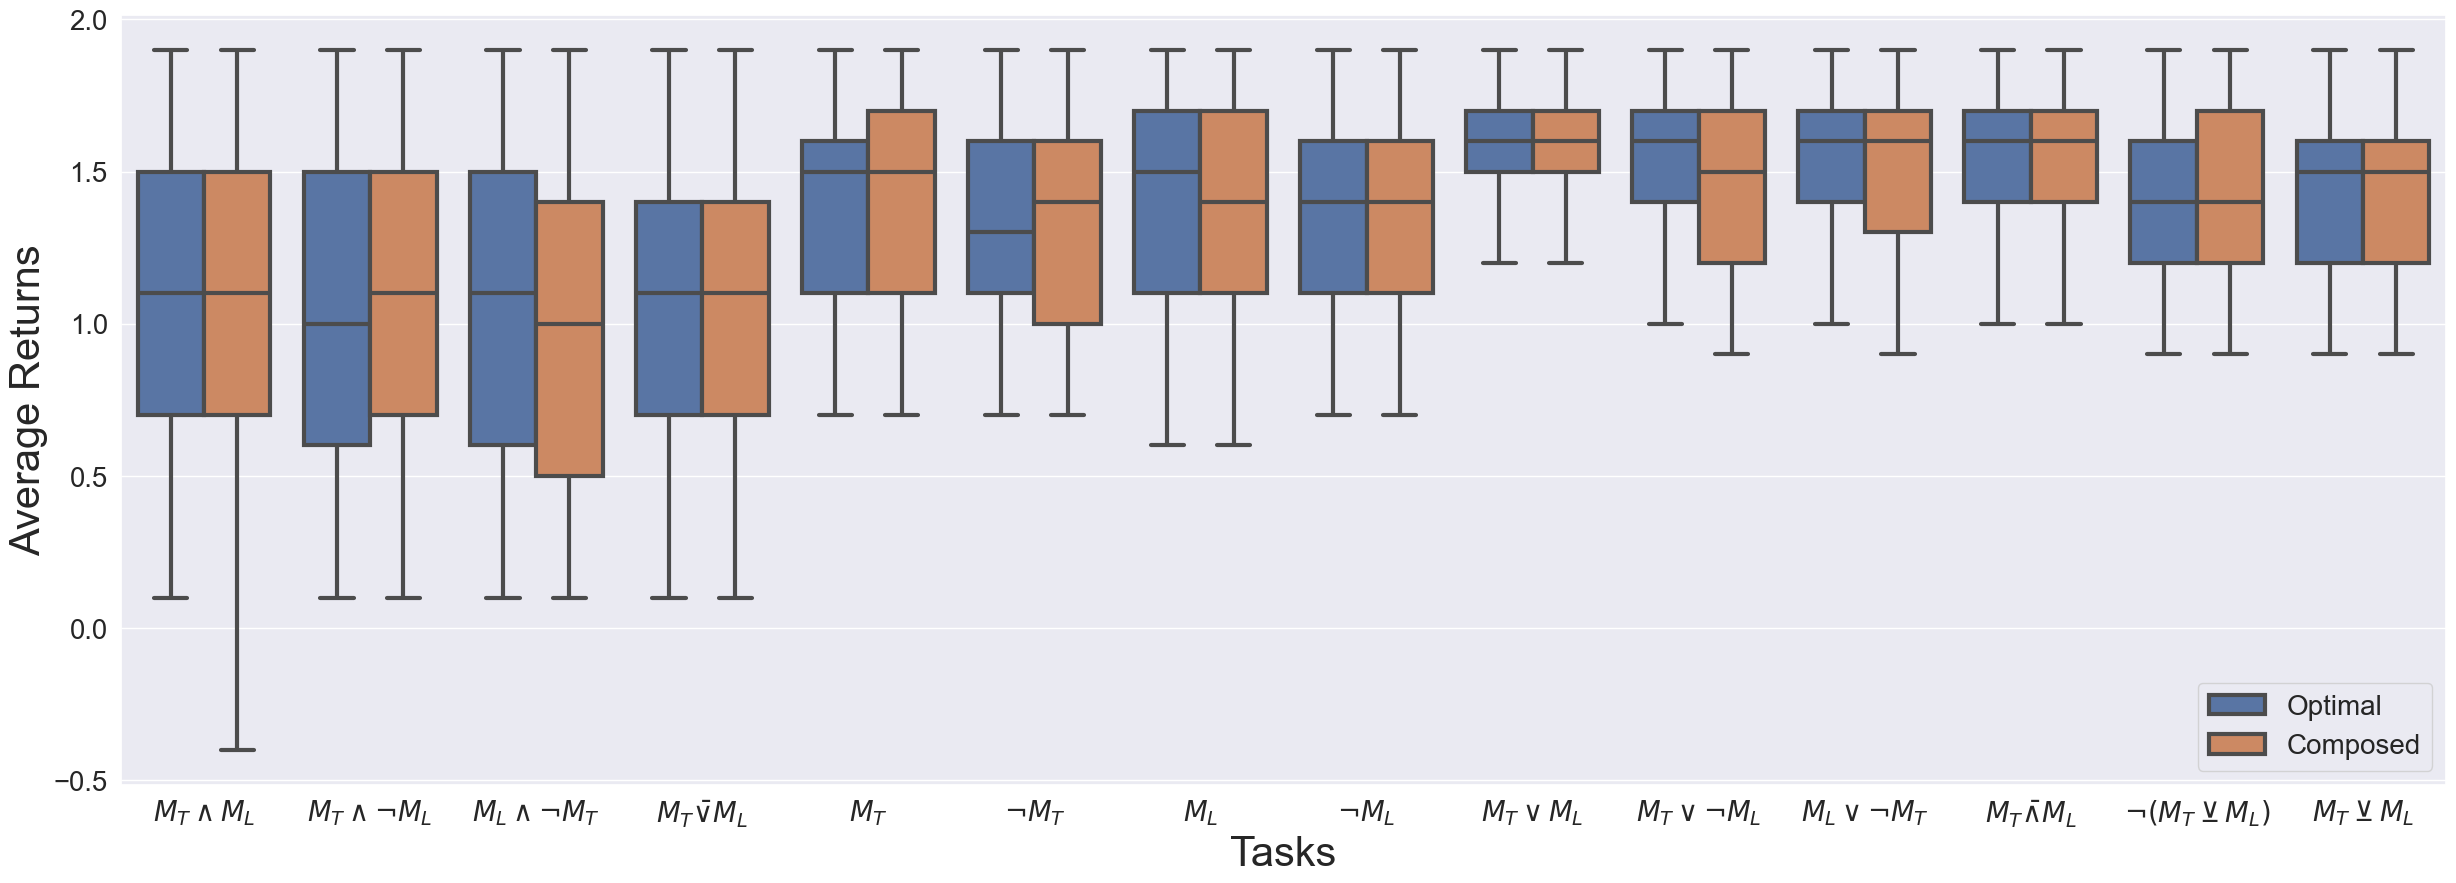 2.0
1.5
1.0
0.5
0.0
−0.5
Average Returns
Optimal
Composed
M_T ∧ M_L
M_T ∧ ¬M_L
M_L ∧ ¬M_T
M_T ⊽ M_L
M_T
¬M_T
M_L
¬M_L
M_T ∨ M_L
M_T ∨ ¬M_L
M_L ∨ ¬M_T
M_T ⊼ M_L
¬(M_T ⊻ M_L)
M_T ⊻ M_L
Tasks